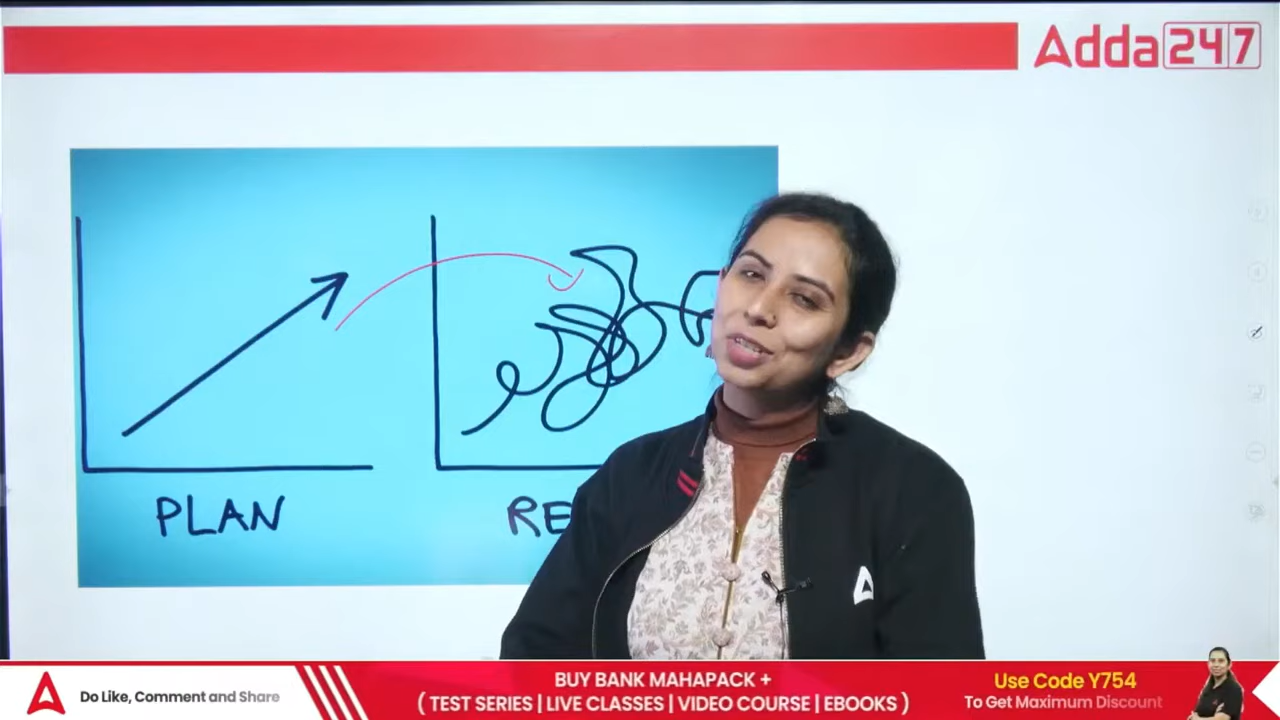 Adda247
PLAN
RE
Do Like, Comment and Share
BUY BANK MAHAPACK +
( TEST SERIES | LIVE CLASSES | VIDEO COURSE | EBOOKS )
Use Code Y754
To Get Maximum Discount